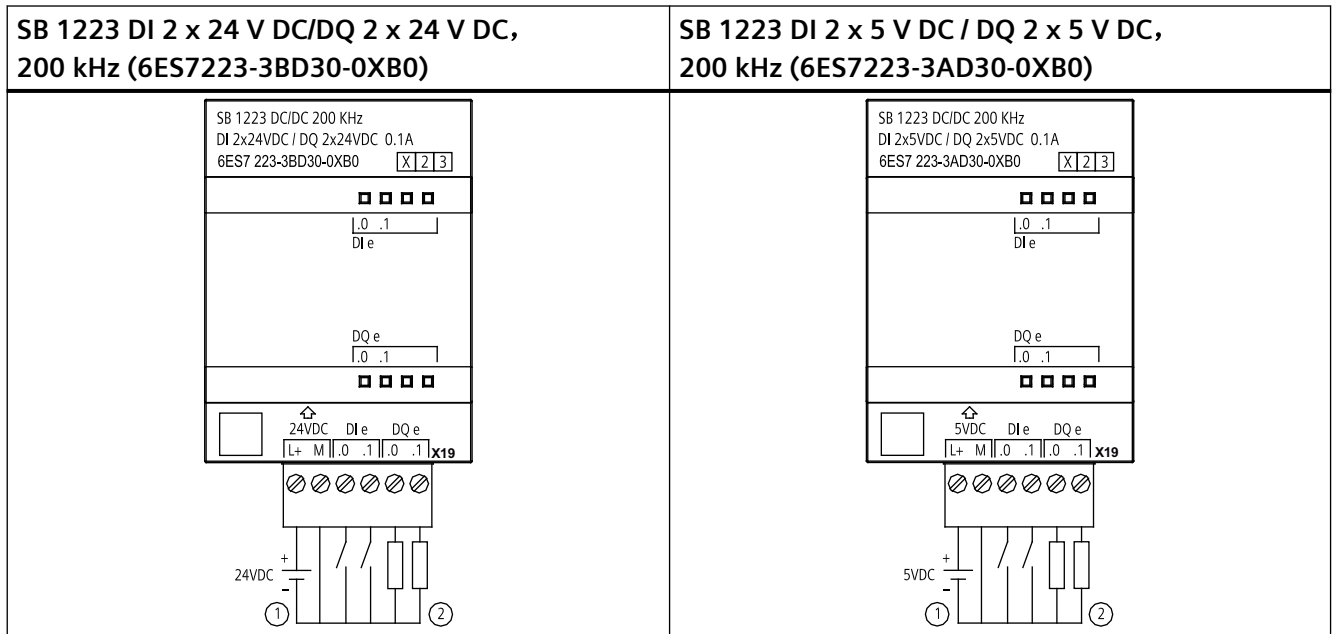 SB 1223 DI 2 x 24 V DC/DQ 2 x 24 V DC，
200 kHz (6ES7223-3BD30-0XB0)
SB 1223 DI 2 x 5 V DC / DQ 2 x 5 V DC，
200 kHz (6ES7223-3AD30-0XB0)
SB 1223 DC/DC 200 KHz
DI 2x24VDC / DQ 2x24VDC 0.1A
6ES7 223-3BD30-0XB0 X 2 3
.0 .1
DI e
DQ e
.0 .1
24VDC DI e DQ e
L+ M .0 .1 .0 .1 X19
+
24VDC
-
① ②
SB 1223 DC/DC 200 KHz
DI 2x5VDC / DQ 2x5VDC 0.1A
6ES7 223-3AD30-0XB0 X 2 3
.0 .1
DI e
DQ e
.0 .1
5VDC DI e DQ e
L+ M .0 .1 .0 .1 X19
+
5VDC
-
① ②